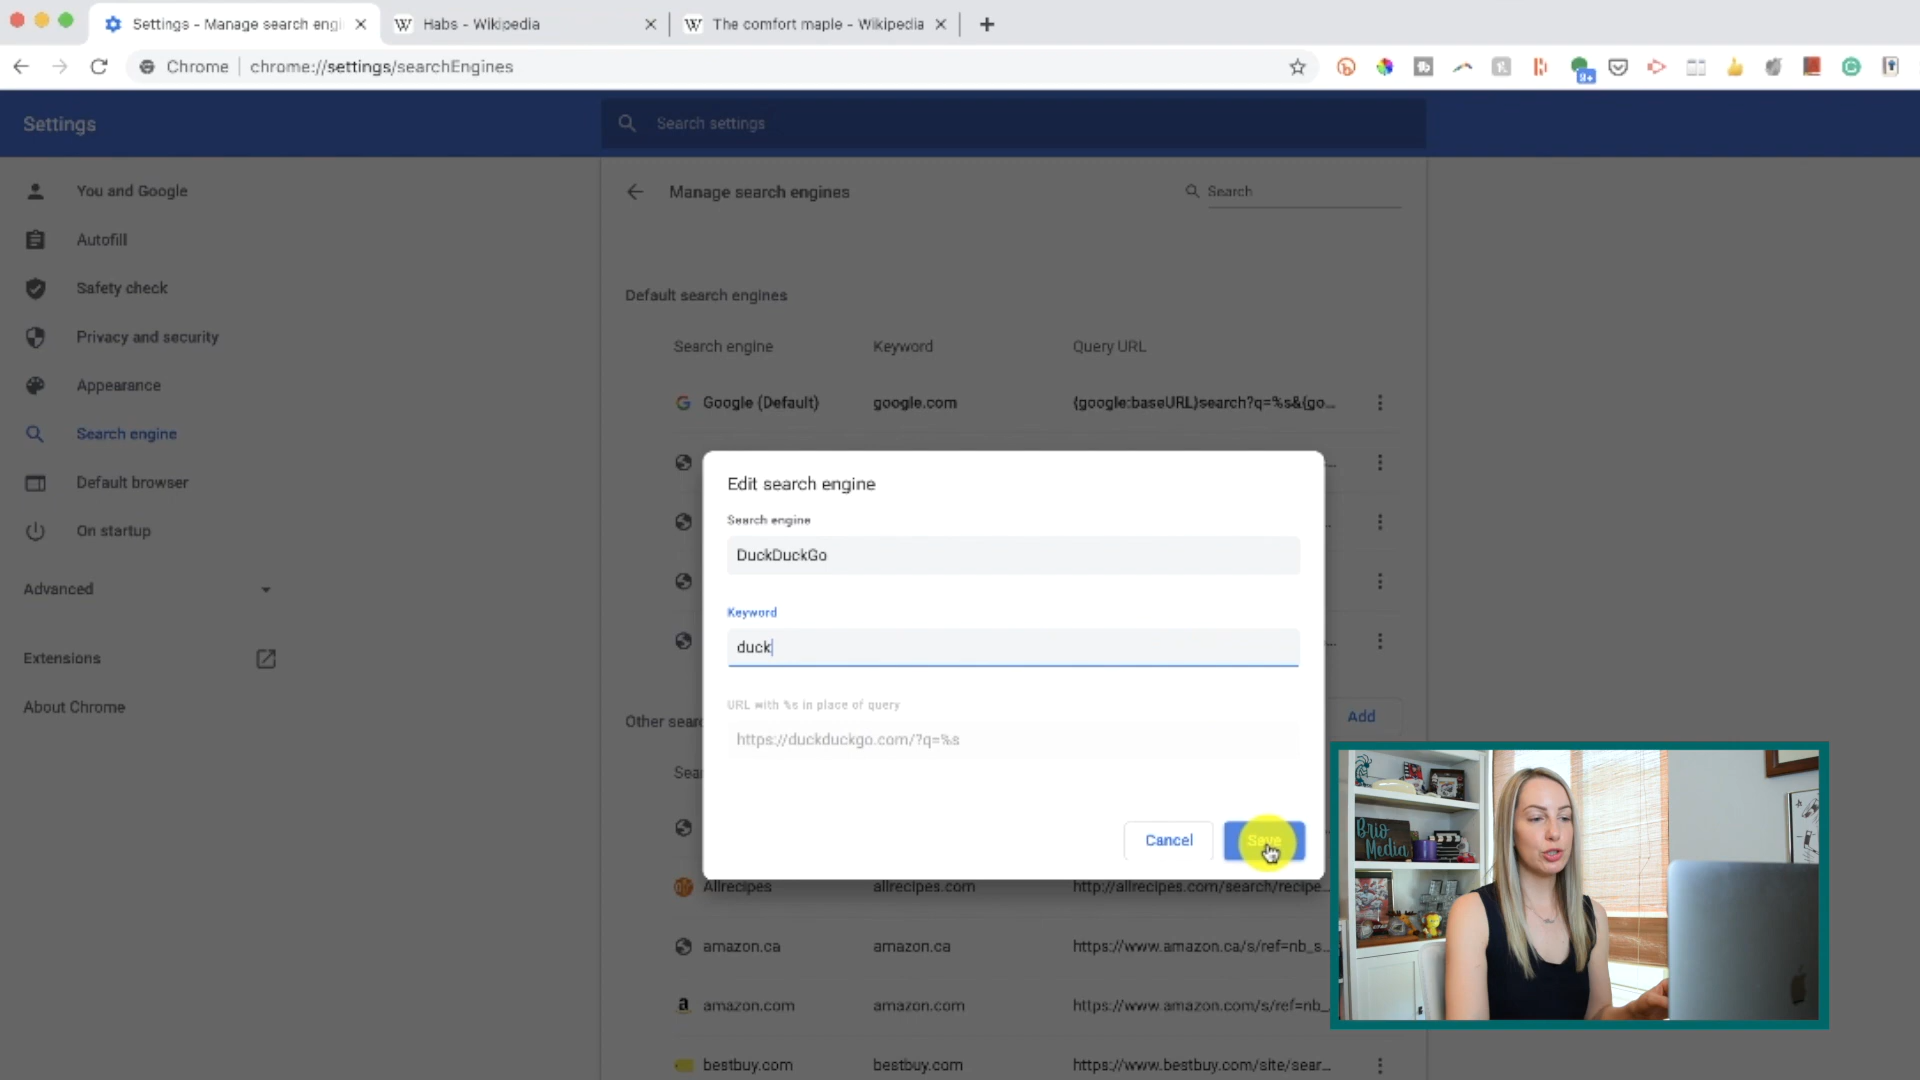 Settings - Manage search engi
Habs - Wikipedia
The comfort maple - Wikipedia
Chrome
chrome://settings/searchEngines
9+
Settings
Search settings
You and Google
Autofill
Safety check
Privacy and security
Appearance
Search engine
Default browser
On startup
Advanced
Extensions
About Chrome
Manage search engines
Search
Default search engines
Search engine Keyword Query URL
Google (Default) google.com {google:baseURL}search?q=%s&{go...
Edit search engine
Search engine
DuckDuckGo
Keyword
duck
URL with %s in place of query
https://duckduckgo.com/?q=%s
Cancel
Save
Other sear
Add
Sear
Allrecipes allrecipes.com http://allrecipes.com/search/recipe...
amazon.ca amazon.ca https://www.amazon.ca/s/ref=nb_s...
amazon.com amazon.com https://www.amazon.com/s/ref=nb_...
bestbuy.com bestbuy.com https://www.bestbuy.com/site/sear...
Brio
Media